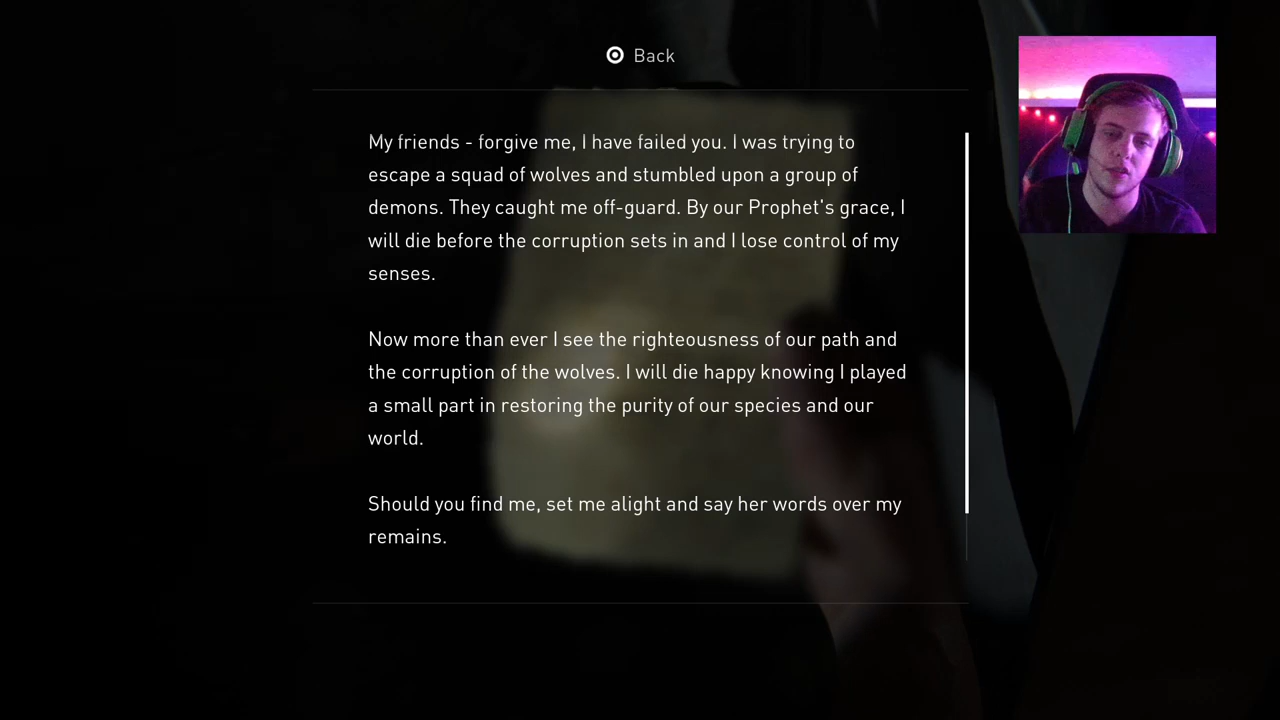 Back
My friends - forgive me, I have failed you. I was trying to
escape a squad of wolves and stumbled upon a group of
demons. They caught me off-guard. By our Prophet's grace, I
will die before the corruption sets in and I lose control of my
senses.
Now more than ever I see the righteousness of our path and
the corruption of the wolves. I will die happy knowing I played
a small part in restoring the purity of our species and our
world.
Should you find me, set me alight and say her words over my
remains.